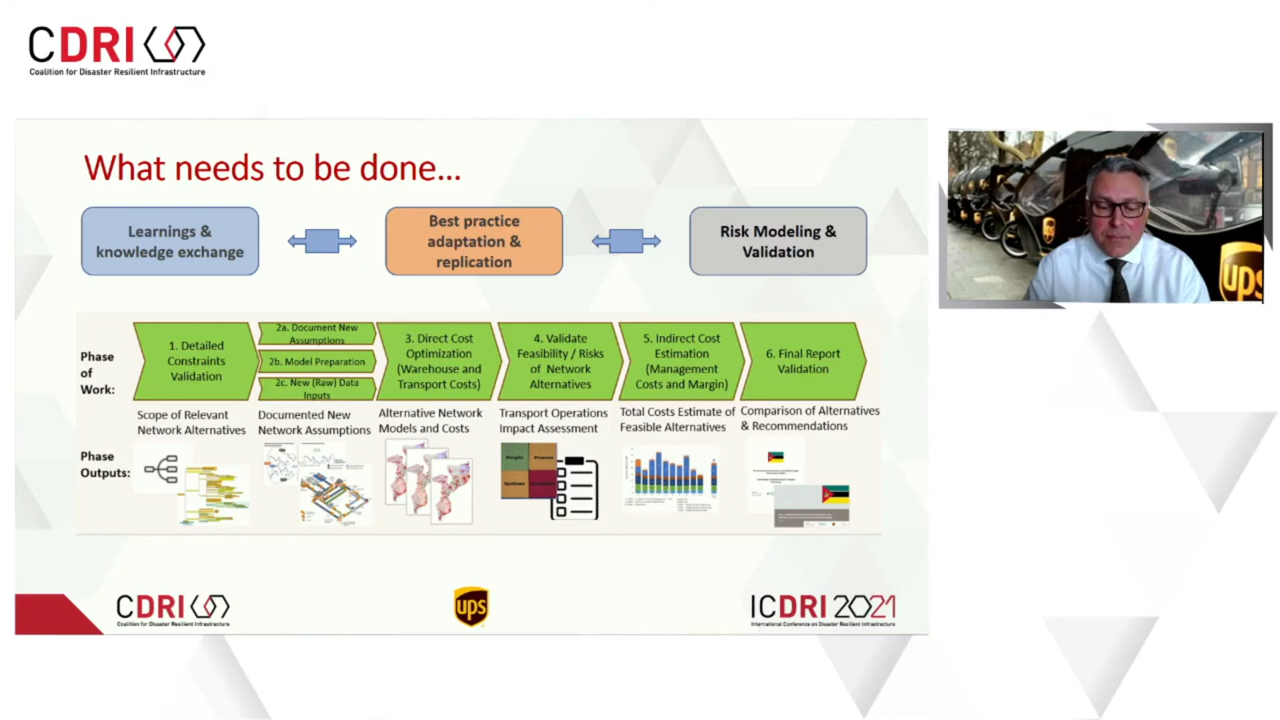 CDRI
Coalition for Disaster Resilient Infrastructure
What needs to be done...
Learnings &
knowledge exchange
Best practice
adaptation &
replication
Risk Modeling &
Validation
Phase
of
Work:
1. Detailed
Constraints
Validation
2a. Document New
Assumptions
2b. Model Preparation
2c. New (Raw) Data
Inputs
3. Direct Cost
Optimization
(Warehouse and
Transport Costs)
4. Validate
Feasibility / Risks
of Network
Alternatives
5. Indirect Cost
Estimation
(Management
Costs and Margin)
6. Final Report
Validation
Phase
Outputs:
Scope of Relevant
Network Alternatives
Documented New
Network Assumptions
Alternative Network
Models and Costs
Transport Operations
Impact Assessment
People
Process
Systems
Total Costs Estimate of
Feasible Alternatives
Comparison of Alternatives
& Recommendations
CDRI
Coalition for Disaster Resilient Infrastructure
ups
ICDRI 2021
International Conference on Disaster Resilient Infrastructure
ups